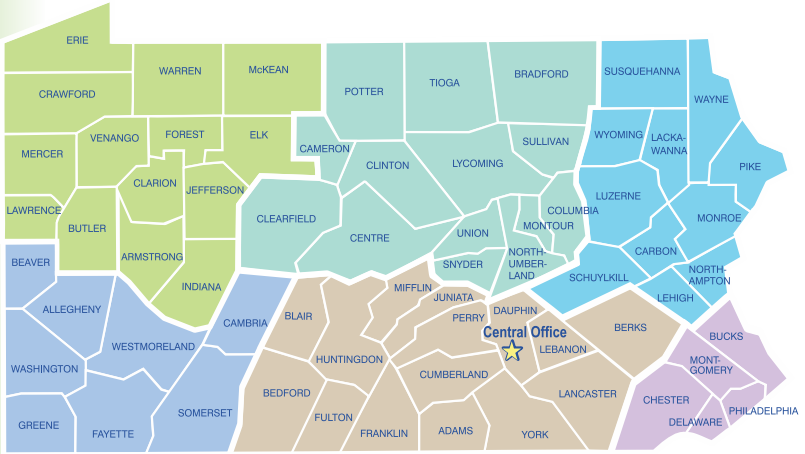 ERIE
WARREN
McKEAN
CRAWFORD
POTTER
TIOGA
BRADFORD
SUSQUEHANNA
WAYNE
VENANGO
FOREST
ELK
MERCER
CAMERON
CLINTON
LYCOMING
SULLIVAN
WYOMING
LACKA-
WANNA
PIKE
CLARION
JEFFERSON
LAWRENCE
BUTLER
CLEARFIELD
CENTRE
UNION
COLUMBIA
MONTOUR
LUZERNE
MONROE
ARMSTRONG
INDIANA
SNYDER
NORTH-
UMBER-
LAND
CARBON
SCHUYLKILL
NORTH-
AMPTON
LEHIGH
BEAVER
ALLEGHENY
WESTMORELAND
CAMBRIA
BLAIR
MIFFLIN
JUNIATA
PERRY
DAUPHIN
Central Office
LEBANON
BERKS
BUCKS
MONT-
GOMERY
WASHINGTON
HUNTINGDON
CUMBERLAND
LANCASTER
CHESTER
DELAWARE
PHILADELPHIA
GREENE
FAYETTE
SOMERSET
BEDFORD
FULTON
FRANKLIN
ADAMS
YORK